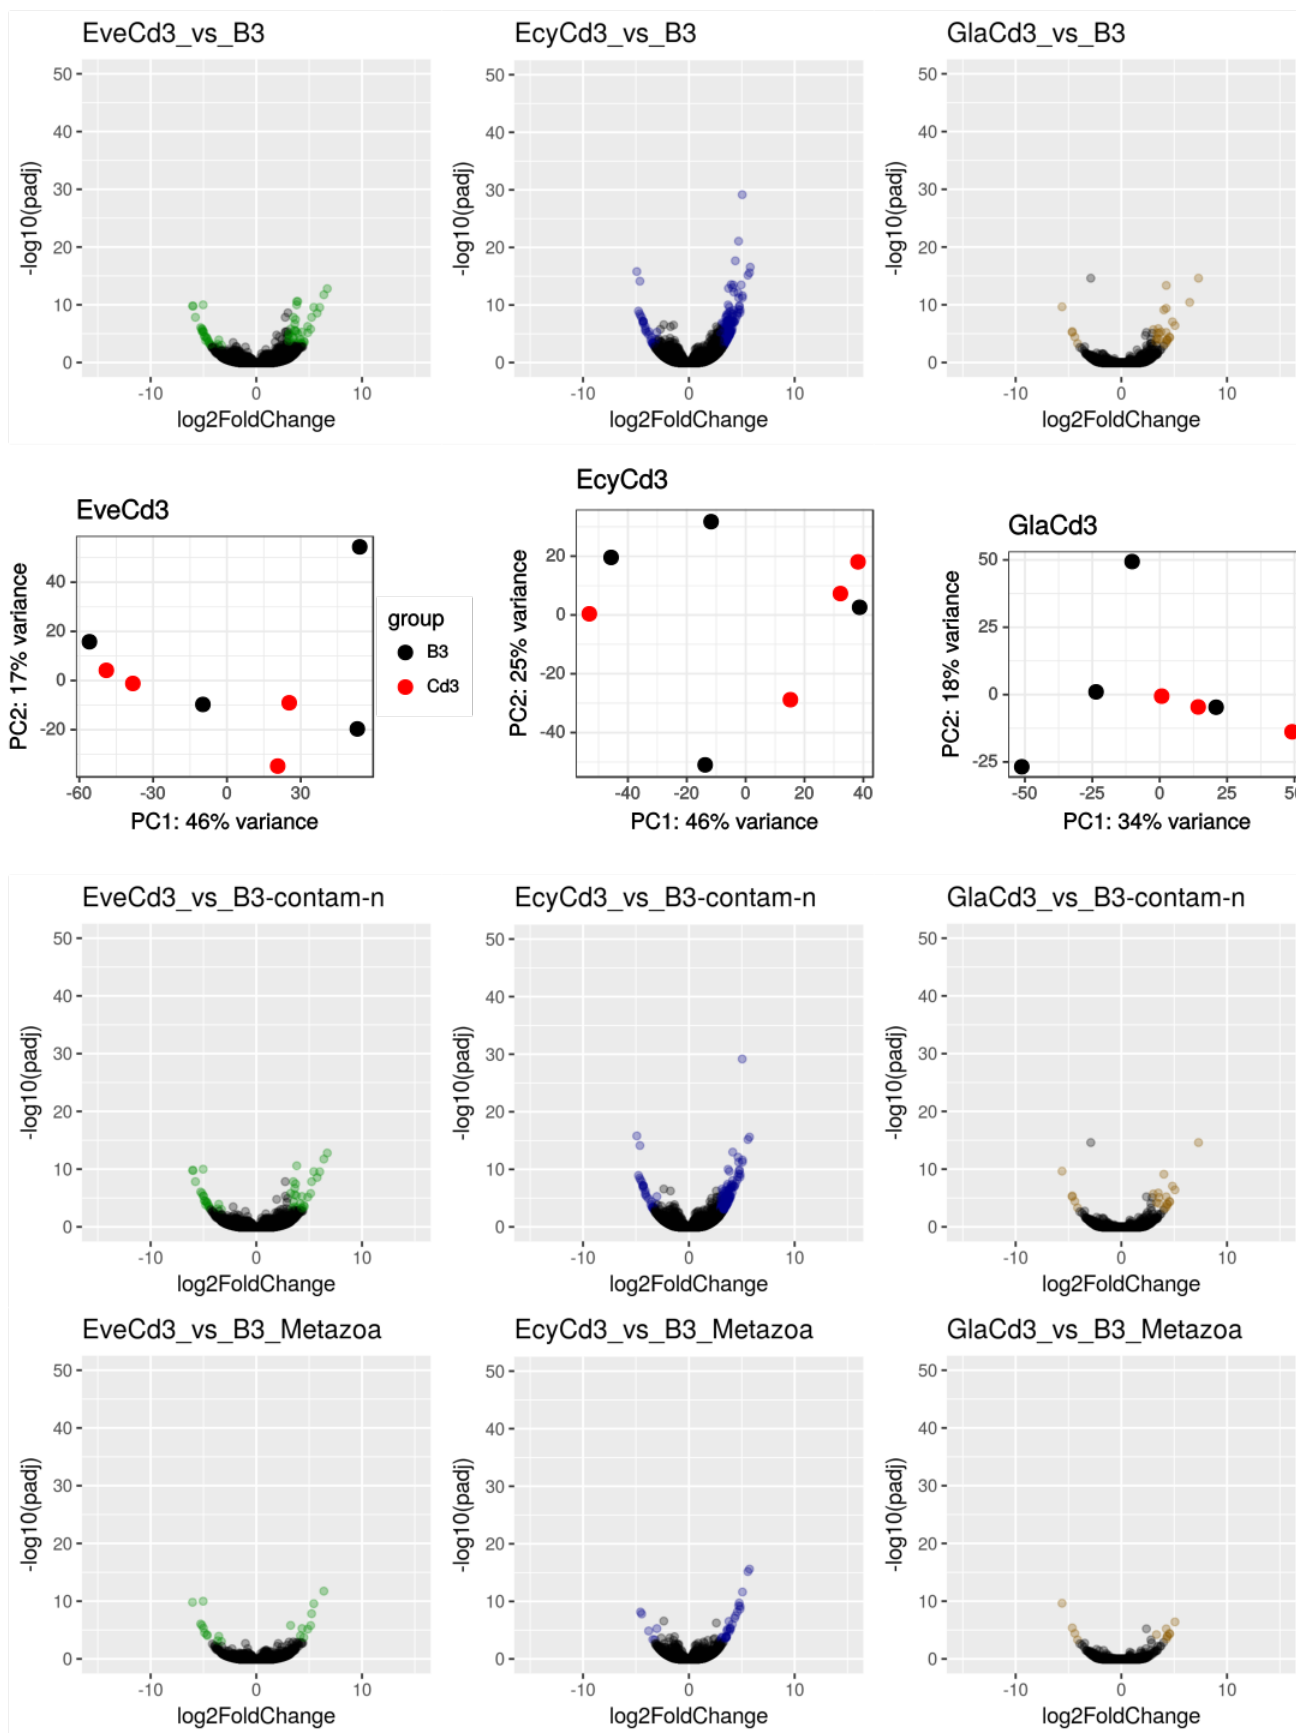 EveCd3_vs_B3
EcyCd3_vs_B3
GlaCd3_vs_B3
50
40
30
20
10
0
-log10(padj)
-10 0 10
log2FoldChange
50
40
30
20
10
0
-log10(padj)
-10 0 10
log2FoldChange
50
40
30
20
10
0
-log10(padj)
-10 0 10
log2FoldChange
EveCd3
40
20
0
-20
PC2: 17% variance
-60 -30 0 30
PC1: 46% variance
group
B3
Cd3
EcyCd3
20
0
-20
-40
PC2: 25% variance
-40 -20 0 20 40
PC1: 46% variance
GlaCd3
50
25
0
-25
PC2: 18% variance
-50 -25 0 25 50
PC1: 34% variance
EveCd3_vs_B3-contam-n
EcyCd3_vs_B3-contam-n
GlaCd3_vs_B3-contam-n
50
40
30
20
10
0
-log10(padj)
-10 0 10
log2FoldChange
50
40
30
20
10
0
-log10(padj)
-10 0 10
log2FoldChange
50
40
30
20
10
0
-log10(padj)
-10 0 10
log2FoldChange
EveCd3_vs_B3_Metazoa
EcyCd3_vs_B3_Metazoa
GlaCd3_vs_B3_Metazoa
50
40
30
20
10
0
-log10(padj)
-10 0 10
log2FoldChange
50
40
30
20
10
0
-log10(padj)
-10 0 10
log2FoldChange
50
40
30
20
10
0
-log10(padj)
-10 0 10
log2FoldChange